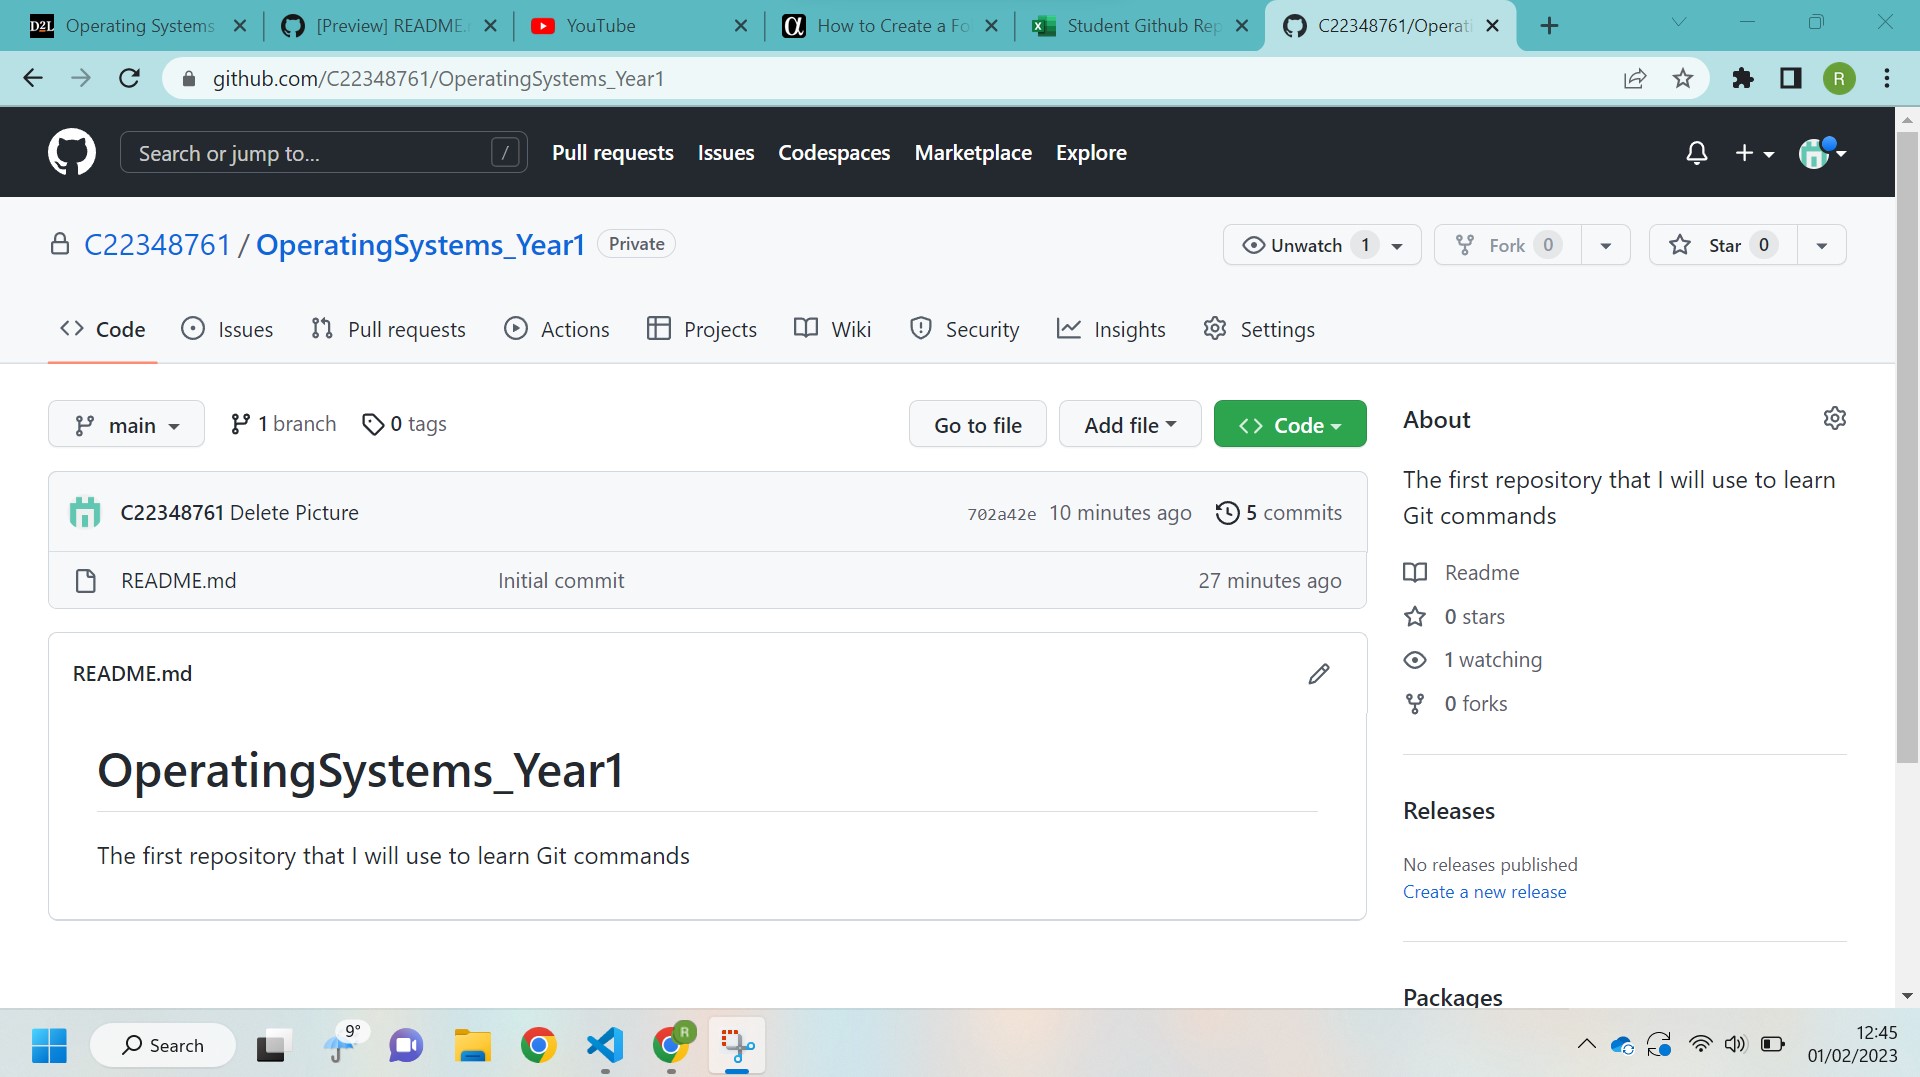 D2L Operating Systems
[Preview] README.
YouTube
How to Create a Fo
Student Github Rep
C22348761/Operati
github.com/C22348761/OperatingSystems_Year1
R
Search or jump to...
/
Pull requests
Issues
Codespaces
Marketplace
Explore
C22348761 / OperatingSystems_Year1
Private
Unwatch 1
Fork 0
Star 0
Code
Issues
Pull requests
Actions
Projects
Wiki
Security
Insights
Settings
main
1 branch
0 tags
Go to file
Add file
Code
C22348761 Delete Picture
702a42e 10 minutes ago
5 commits
README.md
Initial commit
27 minutes ago
README.md
OperatingSystems_Year1
The first repository that I will use to learn Git commands
About
The first repository that I will use to learn
Git commands
Readme
0 stars
1 watching
0 forks
Releases
No releases published
Create a new release
Packages
Search
9°
R
12:45
01/02/2023